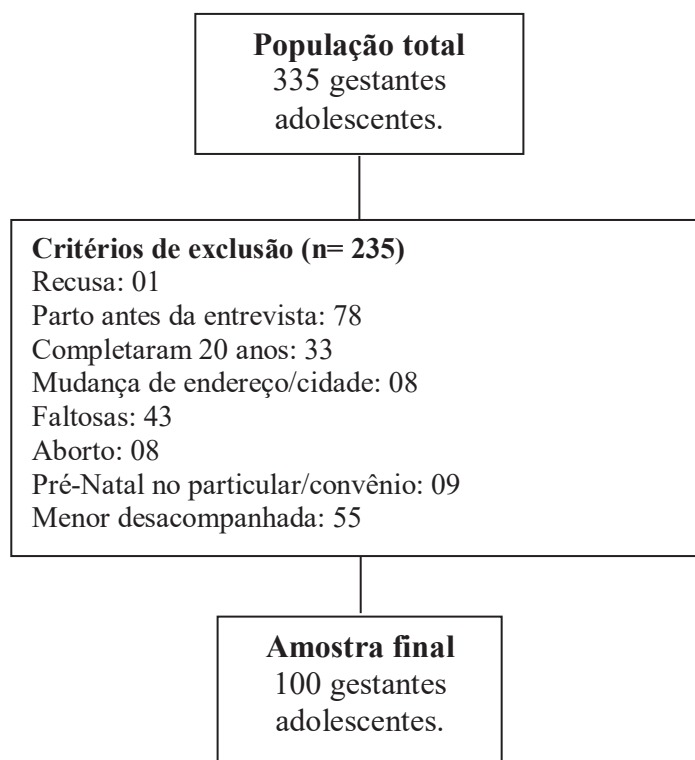 População total
335 gestantes
adolescentes.
Critérios de exclusão (n= 235)
Recusa: 01
Parto antes da entrevista: 78
Completaram 20 anos: 33
Mudança de endereço/cidade: 08
Faltosas: 43
Aborto: 08
Pré-Natal no particular/convênio: 09
Menor desacompanhada: 55
Amostra final
100 gestantes
adolescentes.